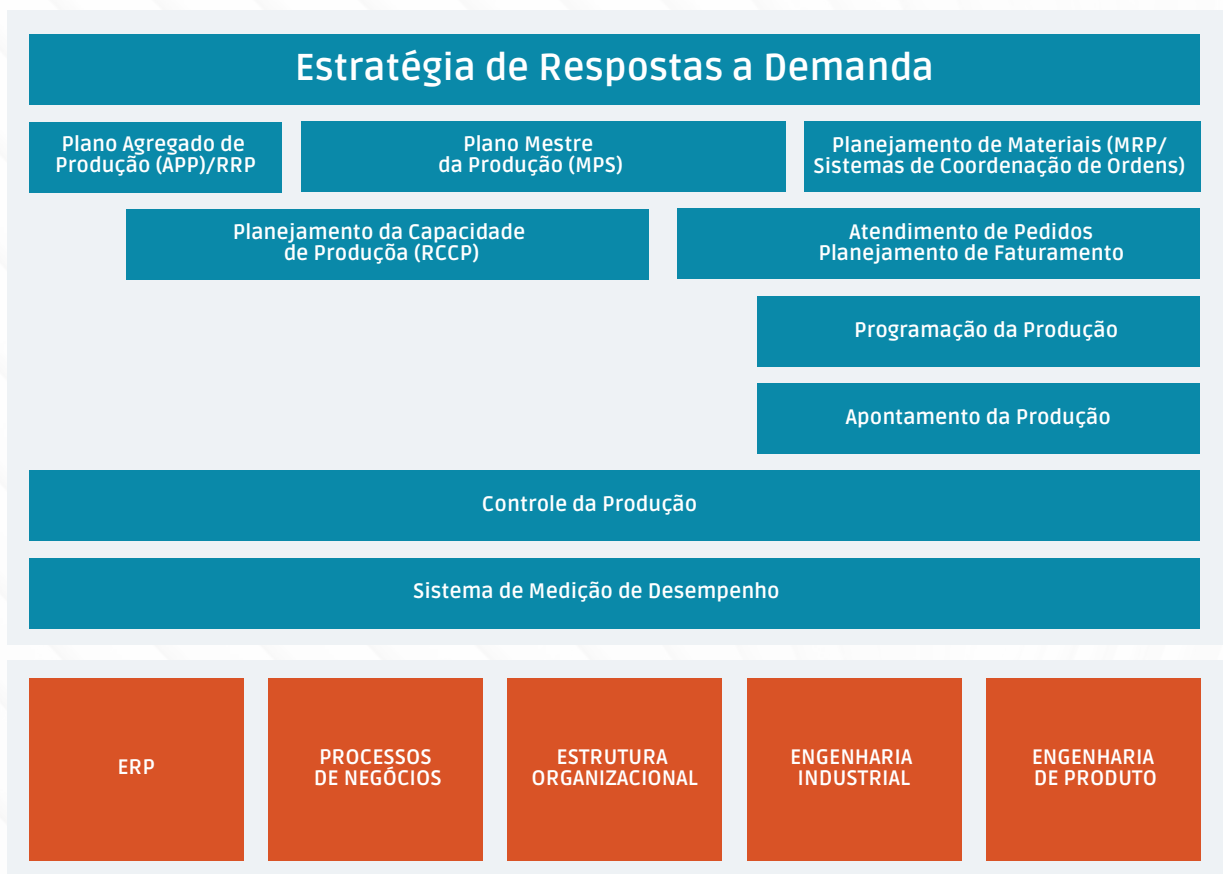 Estratégia de Respostas a Demanda
Plano Agregado de
Produção (APP)/RRP
Plano Mestre
da Produção (MPS)
Planejamento de Materiais (MRP/
Sistemas de Coordenação de Ordens)
Planejamento da Capacidade
de Produçõa (RCCP)
Atendimento de Pedidos
Planejamento de Faturamento
Programação da Produção
Apontamento da Produção
Controle da Produção
Sistema de Medição de Desempenho
ERP
PROCESSOS
DE NEGÓCIOS
ESTRUTURA
ORGANIZACIONAL
ENGENHARIA
INDUSTRIAL
ENGENHARIA
DE PRODUTO